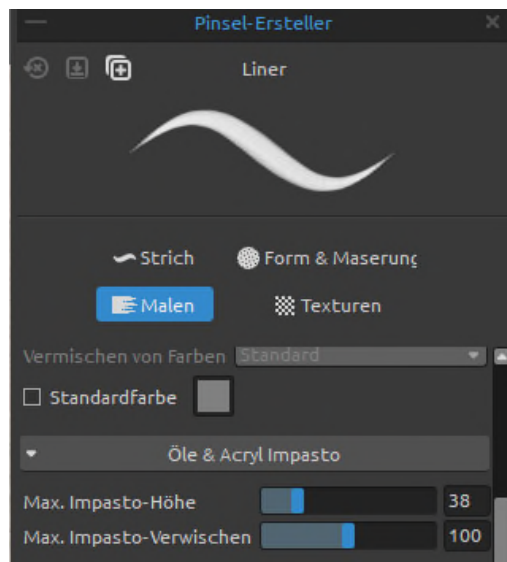 Pinsel-Ersteller
Liner
Strich
Form & Maserung
Malen
Texturen
Vermischen von Farben Standard
Standardfarbe
Öle & Acryl Impasto
Max. Impasto-Höhe 38
Max. Impasto-Verwischen 100